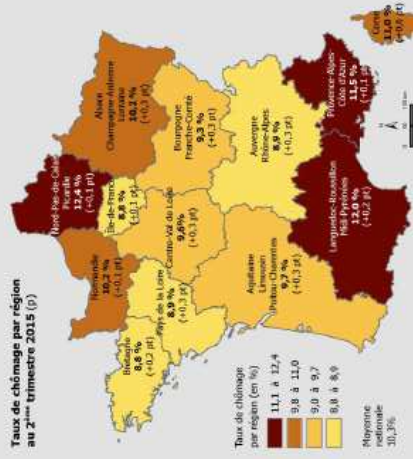 Taux de chômage par région
au 2ème trimestre 2015 (p)
Nord-Pas-de-Calais
Picardie
12,4 %
(+0,1 pt)
Normandie
10,2 %
(+0,1 pt)
Île-de-France
8,8 %
(+0,1 pt)
Alsace
Champagne-Ardenne
Lorraine
10,2 %
(+0,3 pt)
Bretagne
8,8 %
(+0,2 pt)
Pays de la Loire
8,9 %
(+0,3 pt)
Centre-Val de Loire
9,6%
(+0,3 pt)
Bourgogne
Franche-Comté
9,3 %
(+0,3 pt)
Aquitaine
Limousin
Poitou-Charentes
9,7 %
(+0,3 pt)
Auvergne
Rhône-Alpes
8,9 %
(+0,3 pt)
Languedoc-Roussillon
Midi-Pyrénées
12,0 %
(+0,2 pt)
Provence-Alpes-
Côte d'Azur
11,5 %
(+0,1 pt)
Corse
11,0 %
Taux de chômage
par région (en %)
11,1 à 12,4
9,8 à 11,0
9,0 à 9,7
8,8 à 8,9
Moyenne
nationale
10,3%